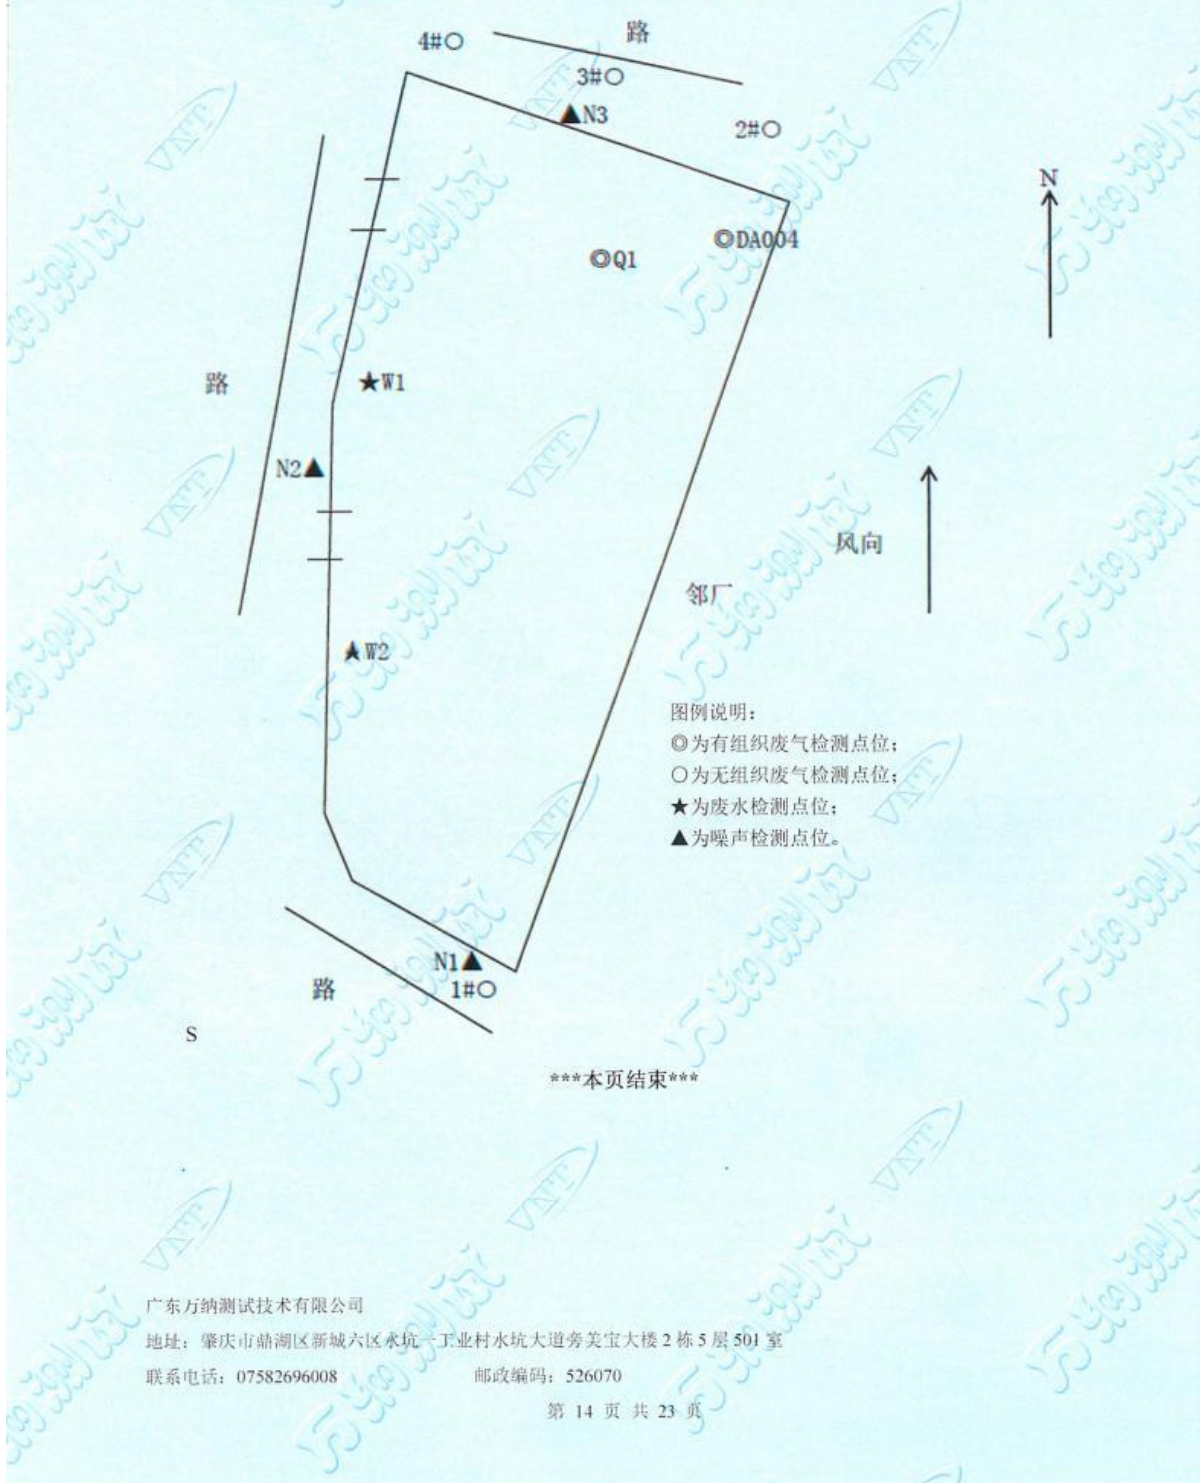 4#○
路
3#○
▲N3
2#○
N
◎DA004
◎Q1
路
★W1
N2▲
风向
邻厂
★W2
图例说明：
◎为有组织废气检测点位；
○为无组织废气检测点位；
★为废水检测点位；
▲为噪声检测点位。
N1▲
1#○
路
S
***本页结束***
广东万纳测试技术有限公司
地址：肇庆市鼎湖区新城六区水坑一工业村水坑大道旁美宝大楼 2 栋 5 层 501 室
联系电话：07582696008 邮政编码：526070
第 14 页 共 23 页
VNT
万纳测试